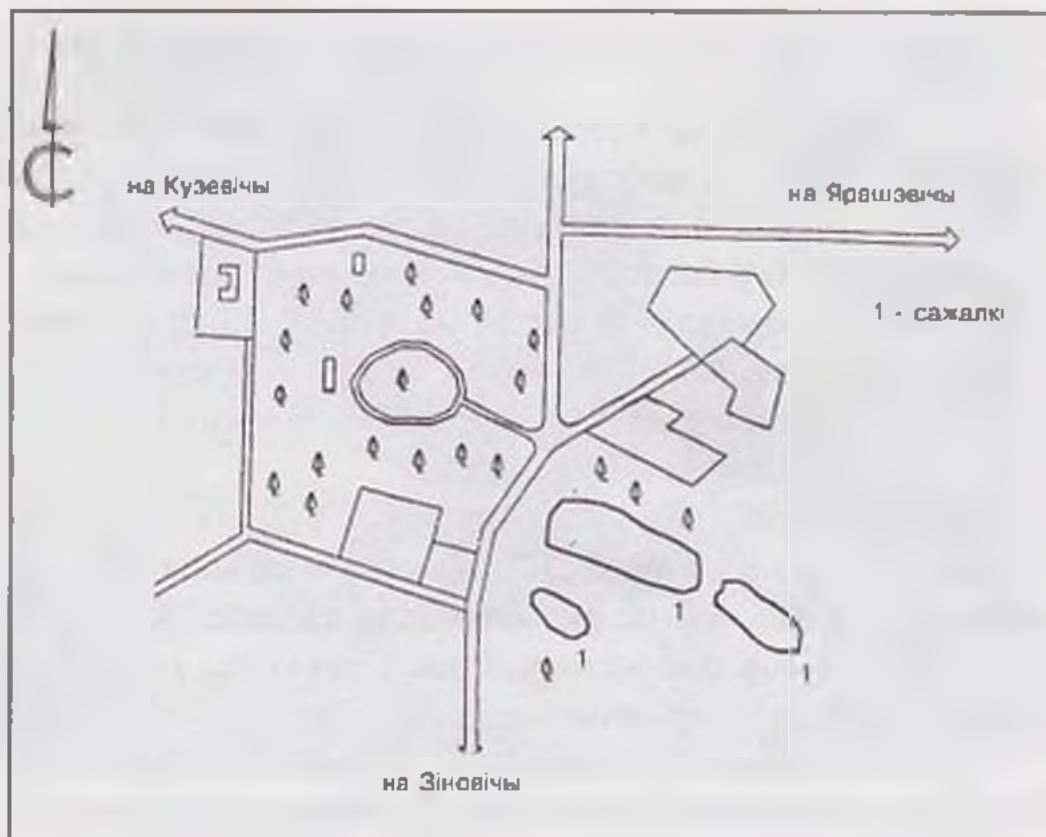 С
на Кузевічы
на Ярашэвічы
1 - сажалкі
1
1
1
на Зіновічы